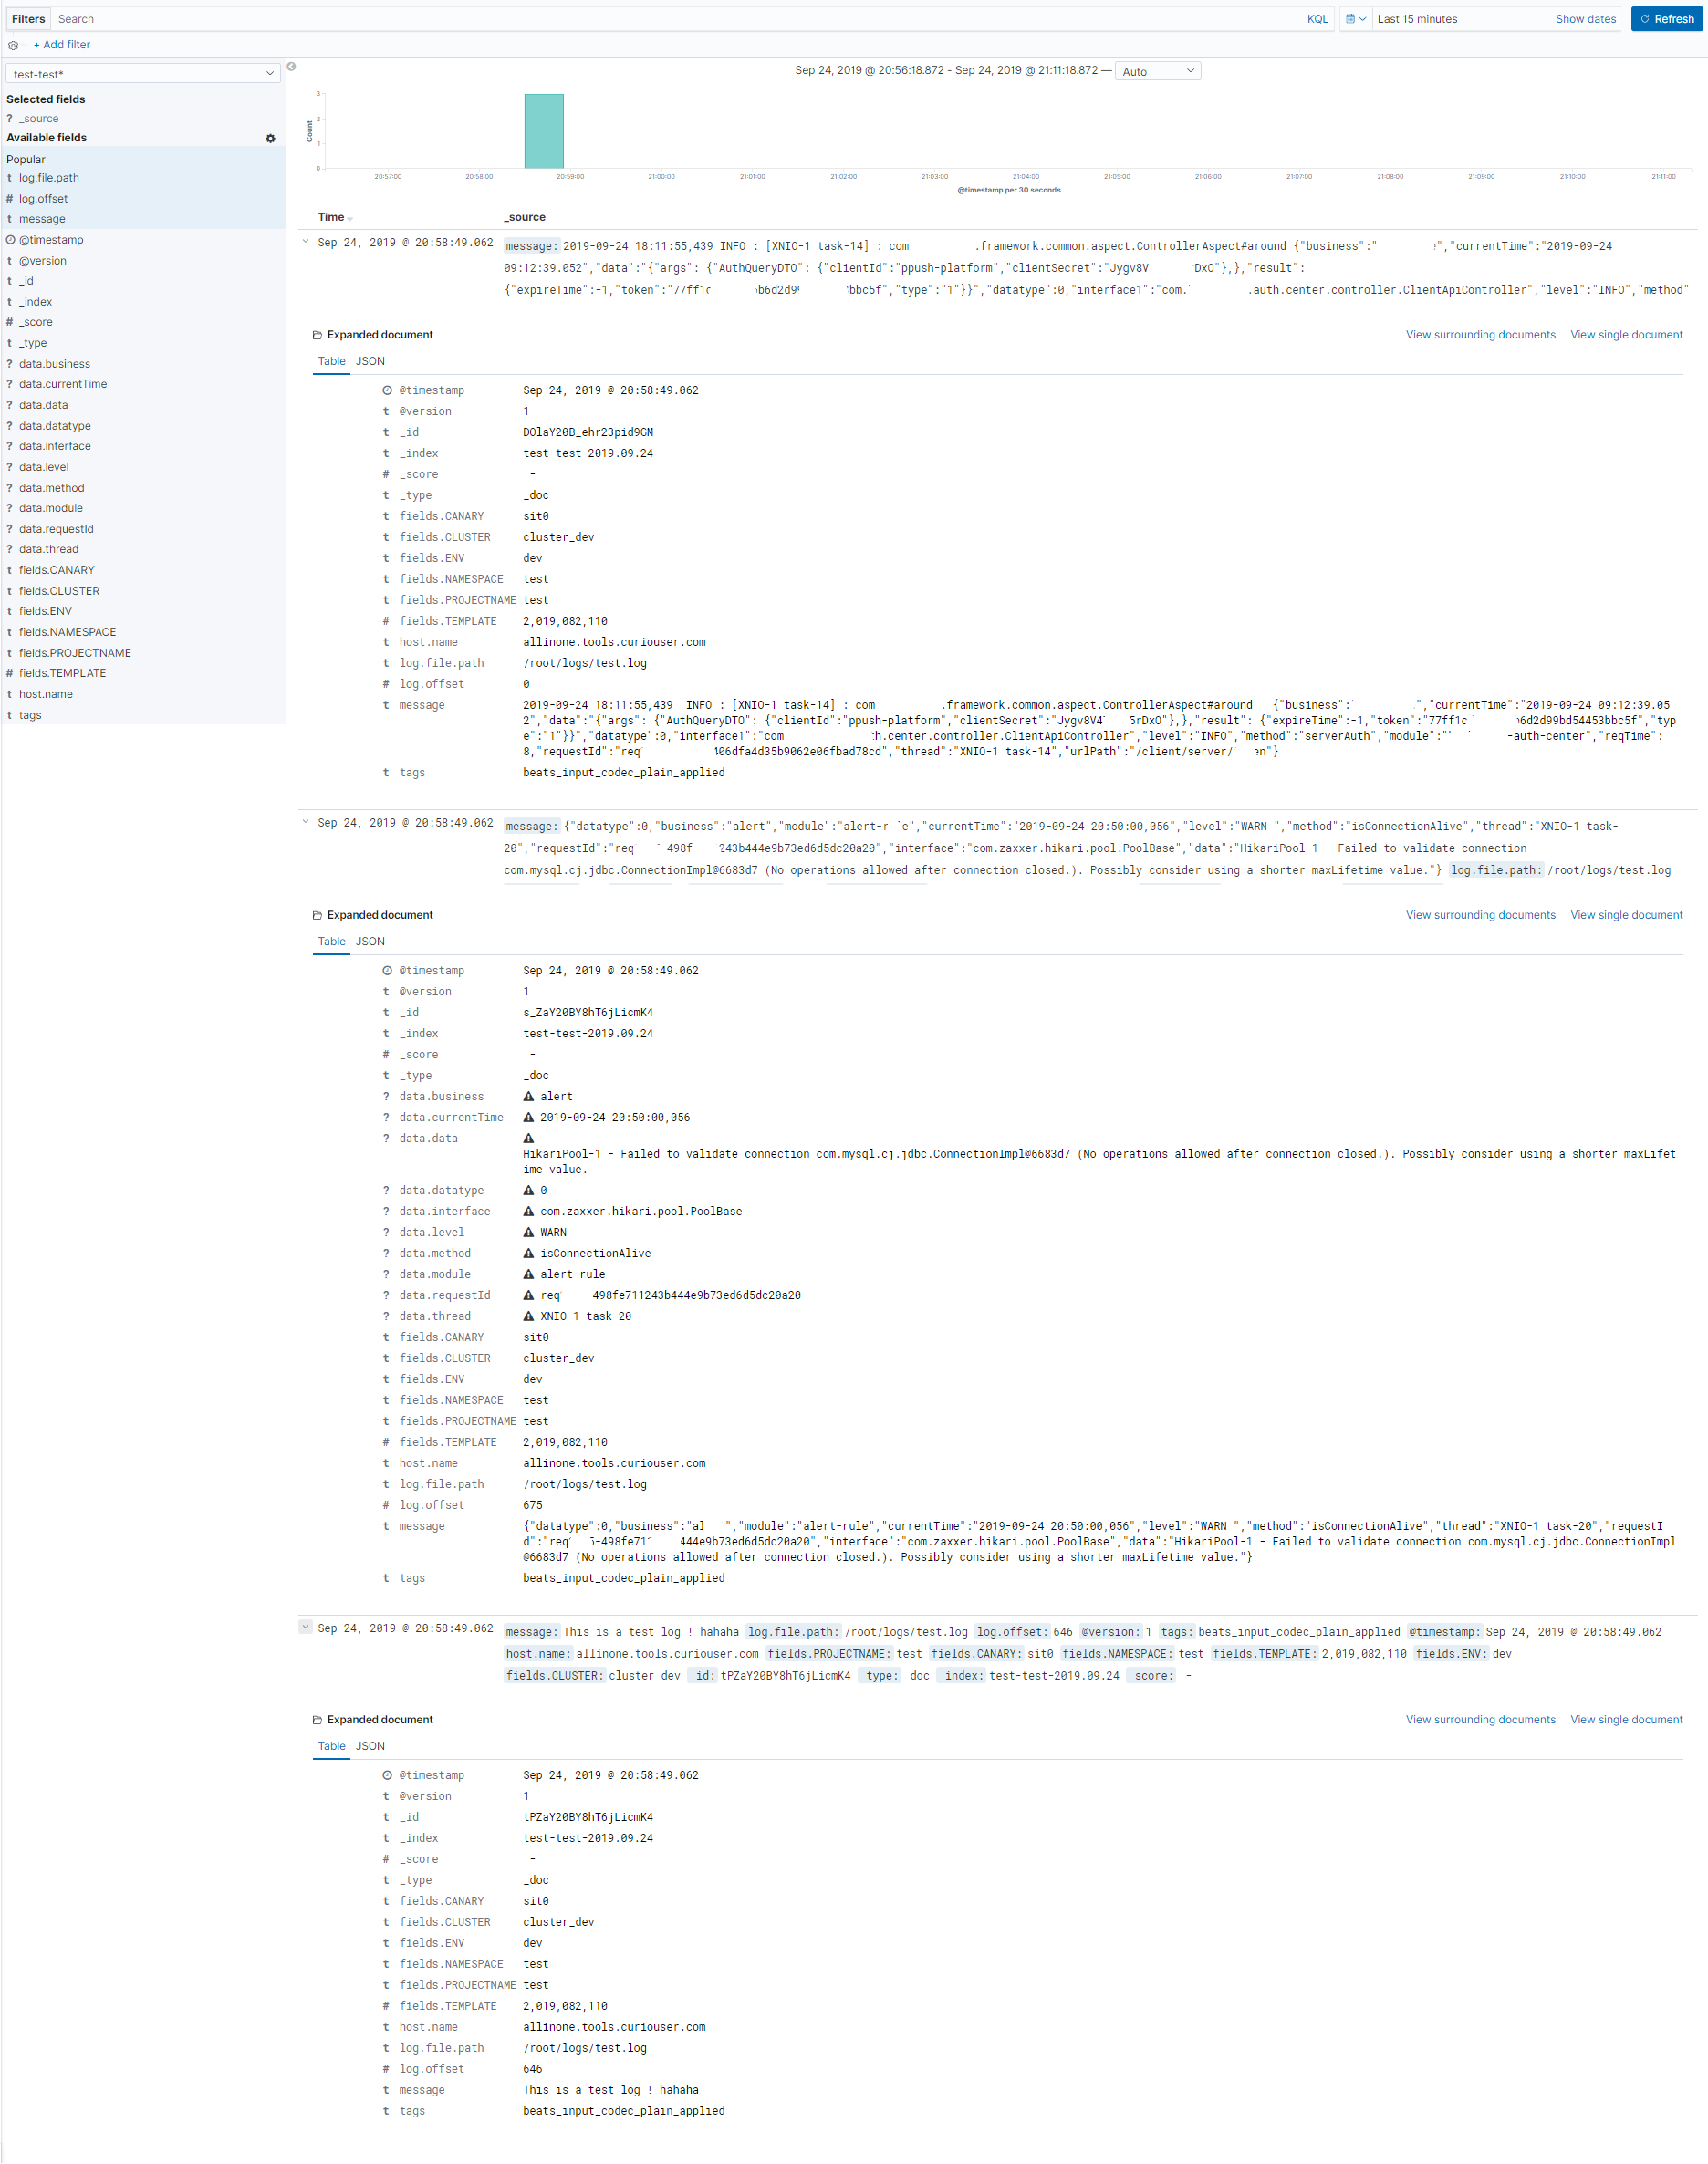 Filters Search KQL Last 15 minutes Show dates Refresh
+ Add filter
test-test*
Selected fields
? _source
Available fields
Popular
t log.file.path
# log.offset
t message
@timestamp
t @version
t _id
t _index
# _score
t _type
? data.business
? data.currentTime
? data.data
? data.datatype
? data.interface
? data.level
? data.method
? data.module
? data.requestId
? data.thread
t fields.CANARY
t fields.CLUSTER
t fields.ENV
t fields.NAMESPACE
t fields.PROJECTNAME
# fields.TEMPLATE
t host.name
t tags
Sep 24, 2019 @ 20:56:18.872 - Sep 24, 2019 @ 21:11:18.872 — Auto
Count
3
2
1
0
20:57:00 20:58:00 20:59:00 21:00:00 21:01:00 21:02:00 21:03:00 21:04:00 21:05:00 21:06:00 21:07:00 21:08:00 21:09:00 21:10:00 21:11:00
@timestamp per 30 seconds
Time _source
Sep 24, 2019 @ 20:58:49.062 message: 2019-09-24 18:11:55,439 INFO : [XNIO-1 task-14] : com .framework.common.aspect.ControllerAspect#around {"business":" ","currentTime":"2019-09-24
09:12:39.052","data":"{"args": {"AuthQueryDTO": {"clientId":"ppush-platform","clientSecret":"Jygv8V DxO"},},"result":
{"expireTime":-1,"token":"77ff1c 6b6d2d99 bbc5f","type":"1"}}","datatype":0,"interface1":"com. .auth.center.controller.ClientApiController","level":"INFO","method"
Expanded document View surrounding documents View single document
Table JSON
@timestamp Sep 24, 2019 @ 20:58:49.062
t @version 1
t _id DOlaY20B_ehr23pid9GM
t _index test-test-2019.09.24
# _score -
t _type _doc
t fields.CANARY sit0
t fields.CLUSTER cluster_dev
t fields.ENV dev
t fields.NAMESPACE test
t fields.PROJECTNAME test
# fields.TEMPLATE 2,019,082,110
t host.name allinone.tools.curiouser.com
t log.file.path /root/logs/test.log
# log.offset 0
t message 2019-09-24 18:11:55,439 INFO : [XNIO-1 task-14] : com .framework.common.aspect.ControllerAspect#around {"business": ","currentTime":"2019-09-24 09:12:39.05
2","data":"{"args": {"AuthQueryDTO": {"clientId":"ppush-platform","clientSecret":"Jygv8V4 5rDxO"},},"result": {"expireTime":-1,"token":"77ff1c b6d2d99bd54453bbc5f","typ
e":"1"}}","datatype":0,"interface1":"com h.center.controller.ClientApiController","level":"INFO","method":"serverAuth","module":" -auth-center","reqTime":
8,"requestId":"req 106dfa4d35b9062e06fbad78cd","thread":"XNIO-1 task-14","urlPath":"/client/server/ en"}
t tags beats_input_codec_plain_applied
Sep 24, 2019 @ 20:58:49.062 message: {"datatype":0,"business":"alert","module":"alert-r e","currentTime":"2019-09-24 20:50:00,056","level":"WARN ","method":"isConnectionAlive","thread":"XNIO-1 task-
20","requestId":"req -498f 243b444e9b73ed6d5dc20a20","interface":"com.zaxxer.hikari.pool.PoolBase","data":"HikariPool-1 - Failed to validate connection
com.mysql.cj.jdbc.ConnectionImpl@6683d7 (No operations allowed after connection closed.). Possibly consider using a shorter maxLifetime value."} log.file.path: /root/logs/test.log
Expanded document View surrounding documents View single document
Table JSON
@timestamp Sep 24, 2019 @ 20:58:49.062
t @version 1
t _id s_ZaY20BY8hT6jLicmK4
t _index test-test-2019.09.24
# _score -
t _type _doc
? data.business alert
? data.currentTime 2019-09-24 20:50:00,056
? data.data
HikariPool-1 - Failed to validate connection com.mysql.cj.jdbc.ConnectionImpl@6683d7 (No operations allowed after connection closed.). Possibly consider using a shorter maxLifet
ime value.
? data.datatype 0
? data.interface com.zaxxer.hikari.pool.PoolBase
? data.level WARN
? data.method isConnectionAlive
? data.module alert-rule
? data.requestId req -498fe711243b444e9b73ed6d5dc20a20
? data.thread XNIO-1 task-20
t fields.CANARY sit0
t fields.CLUSTER cluster_dev
t fields.ENV dev
t fields.NAMESPACE test
t fields.PROJECTNAME test
# fields.TEMPLATE 2,019,082,110
t host.name allinone.tools.curiouser.com
t log.file.path /root/logs/test.log
# log.offset 675
t message {"datatype":0,"business":"al ","module":"alert-rule","currentTime":"2019-09-24 20:50:00,056","level":"WARN ","method":"isConnectionAlive","thread":"XNIO-1 task-20","requestI
d":"req -498fe71 444e9b73ed6d5dc20a20","interface":"com.zaxxer.hikari.pool.PoolBase","data":"HikariPool-1 - Failed to validate connection com.mysql.cj.jdbc.ConnectionImpl
@6683d7 (No operations allowed after connection closed.). Possibly consider using a shorter maxLifetime value."}
t tags beats_input_codec_plain_applied
Sep 24, 2019 @ 20:58:49.062 message: This is a test log ! hahaha log.file.path: /root/logs/test.log log.offset: 646 @version: 1 tags: beats_input_codec_plain_applied @timestamp: Sep 24, 2019 @ 20:58:49.062
host.name: allinone.tools.curiouser.com fields.PROJECTNAME: test fields.CANARY: sit0 fields.NAMESPACE: test fields.TEMPLATE: 2,019,082,110 fields.ENV: dev
fields.CLUSTER: cluster_dev _id: tPZaY20BY8hT6jLicmK4 _type: _doc _index: test-test-2019.09.24 _score: -
Expanded document View surrounding documents View single document
Table JSON
@timestamp Sep 24, 2019 @ 20:58:49.062
t @version 1
t _id tPZaY20BY8hT6jLicmK4
t _index test-test-2019.09.24
# _score -
t _type _doc
t fields.CANARY sit0
t fields.CLUSTER cluster_dev
t fields.ENV dev
t fields.NAMESPACE test
t fields.PROJECTNAME test
# fields.TEMPLATE 2,019,082,110
t host.name allinone.tools.curiouser.com
t log.file.path /root/logs/test.log
# log.offset 646
t message This is a test log ! hahaha
t tags beats_input_codec_plain_applied